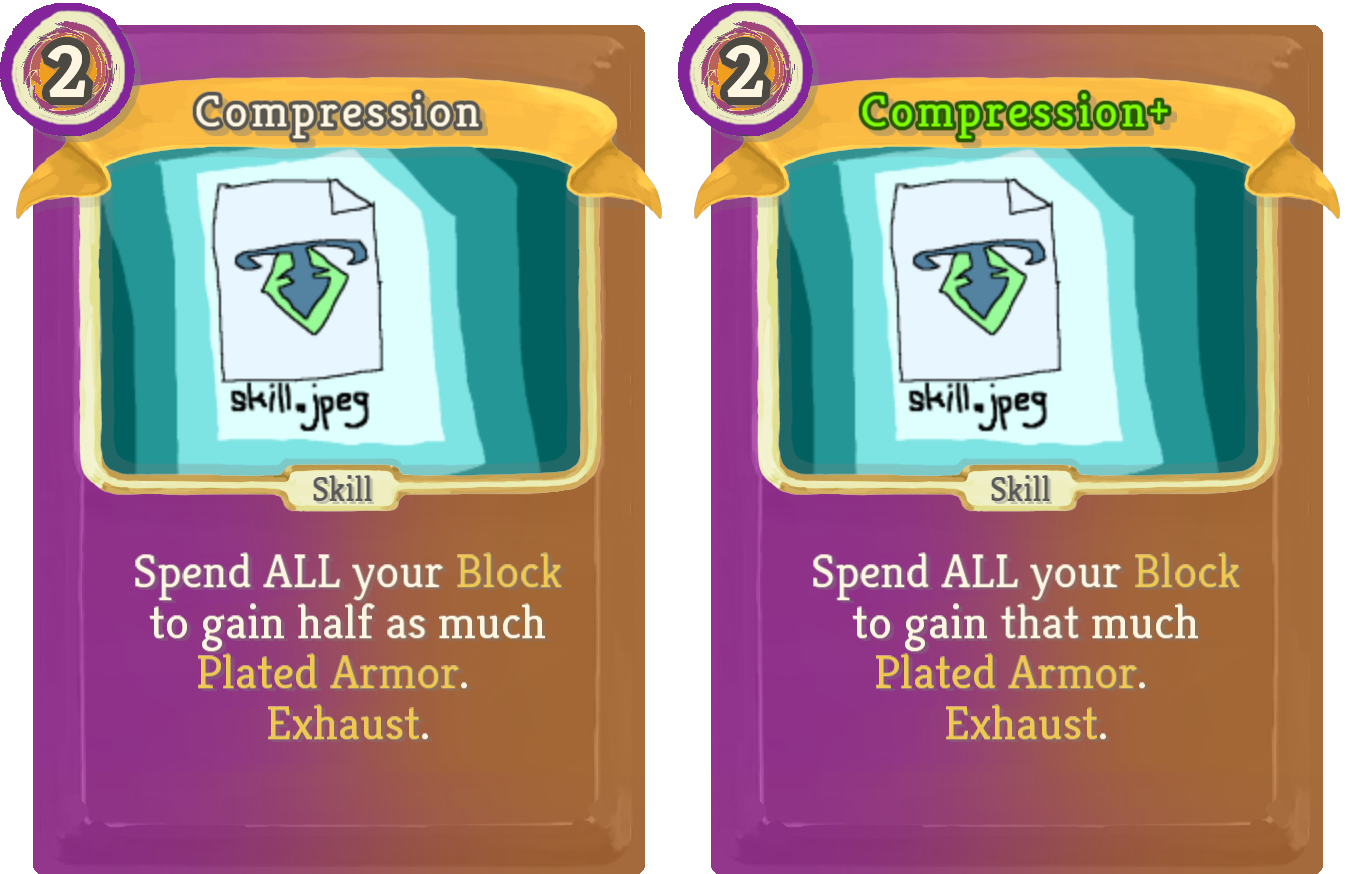 2
Compression
skill.jpeg
Skill
Spend ALL your Block
to gain half as much
Plated Armor.
Exhaust.
2
Compression+
skill.jpeg
Skill
Spend ALL your Block
to gain that much
Plated Armor.
Exhaust.